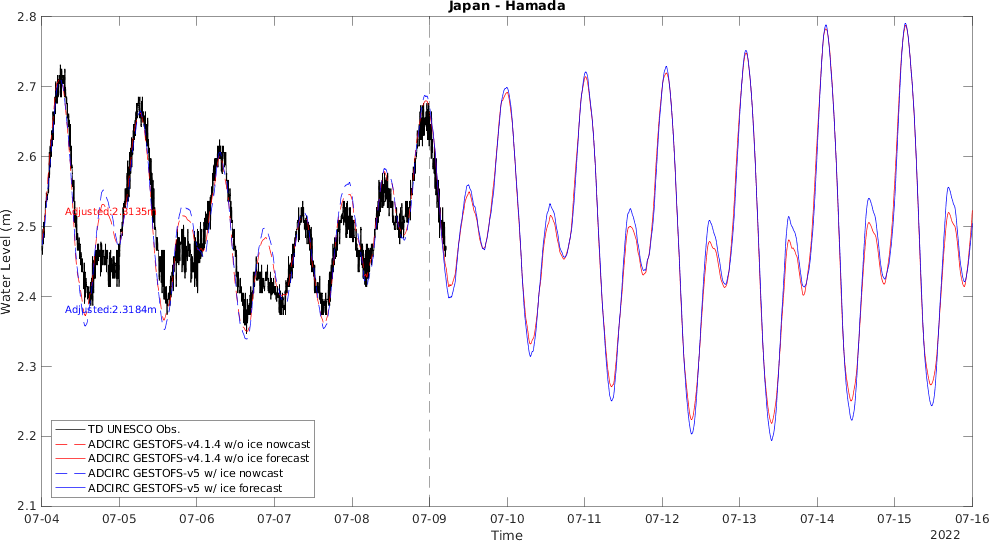 Japan - Hamada
2.8
2.7
2.6
2.5
2.4
2.3
2.2
2.1
Water Level (m)
Adjusted:2.3135m
Adjusted:2.3184m
TD UNESCO Obs.
ADCIRC GESTOFS-v4.1.4 w/o ice nowcast
ADCIRC GESTOFS-v4.1.4 w/o ice forecast
ADCIRC GESTOFS-v5 w/ ice nowcast
ADCIRC GESTOFS-v5 w/ ice forecast
07-04 07-05 07-06 07-07 07-08 07-09 07-10 07-11 07-12 07-13 07-14 07-15 07-16
Time
2022